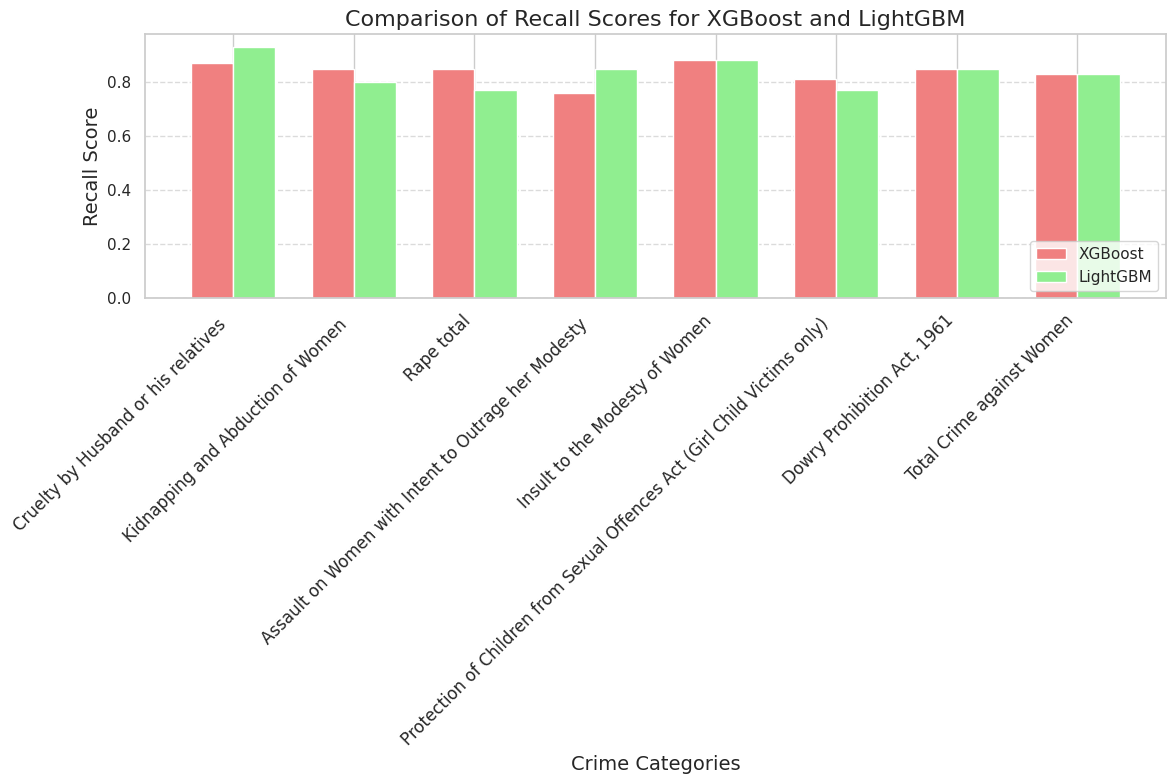 Comparison of Recall Scores for XGBoost and LightGBM
Recall Score
0.8
0.6
0.4
0.2
0.0
XGBoost
LightGBM
Cruelty by Husband or his relatives
Kidnapping and Abduction of Women
Rape total
Assault on Women with Intent to Outrage her Modesty
Insult to the Modesty of Women
Protection of Children from Sexual Offences Act (Girl Child Victims only)
Dowry Prohibition Act, 1961
Total Crime against Women
Crime Categories